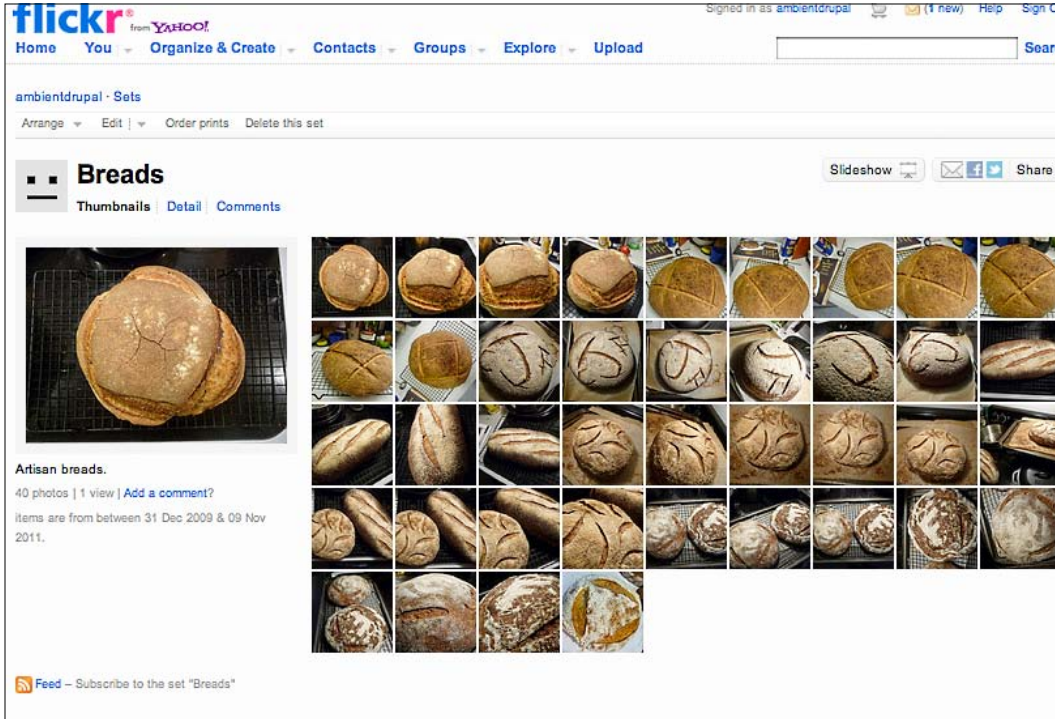 flickr® from YAHOO!
Signed in as ambientdrupal (1 new) Help Sign
Home You Organize & Create Contacts Groups Explore Upload
ambientdrupal · Sets
Arrange Edit Order prints Delete this set
Breads
Slideshow Share
Thumbnails Detail Comments
Artisan breads.
40 photos | 1 view | Add a comment?
items are from between 31 Dec 2009 & 09 Nov
2011.
Feed – Subscribe to the set "Breads"